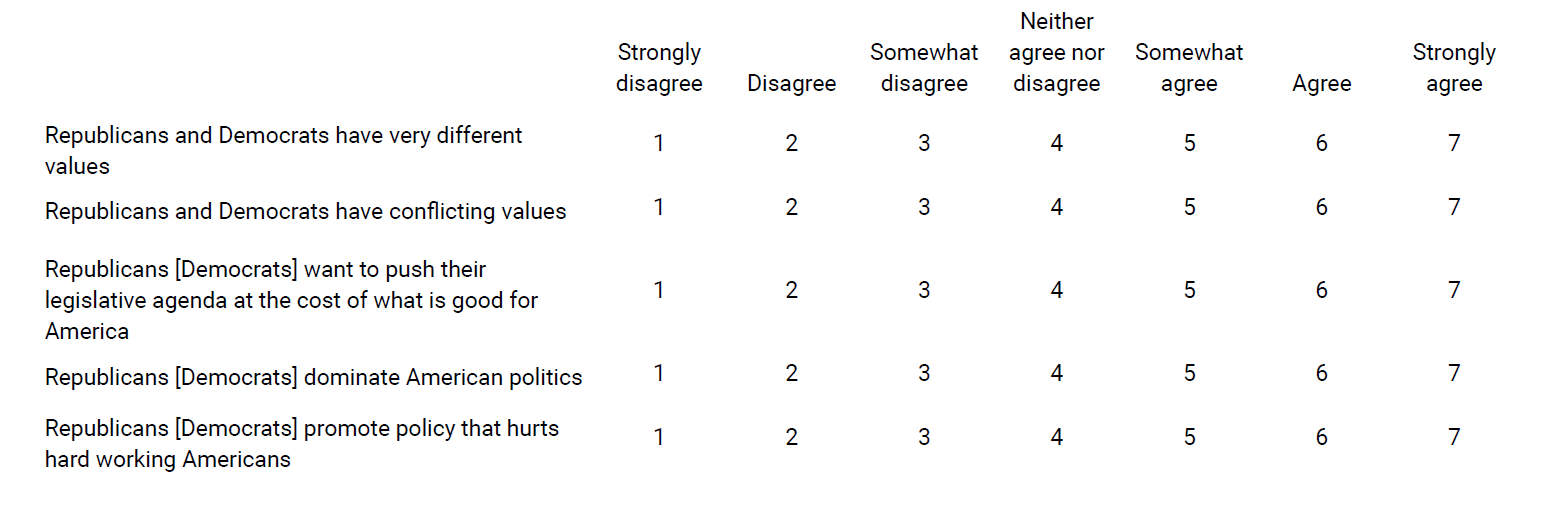 Neither
Strongly Somewhat agree nor Somewhat Strongly
disagree Disagree disagree disagree agree Agree agree
Republicans and Democrats have very different
values 1 2 3 4 5 6 7
Republicans and Democrats have conflicting values 1 2 3 4 5 6 7
Republicans [Democrats] want to push their
legislative agenda at the cost of what is good for 1 2 3 4 5 6 7
America
Republicans [Democrats] dominate American politics 1 2 3 4 5 6 7
Republicans [Democrats] promote policy that hurts 1 2 3 4 5 6 7
hard working Americans